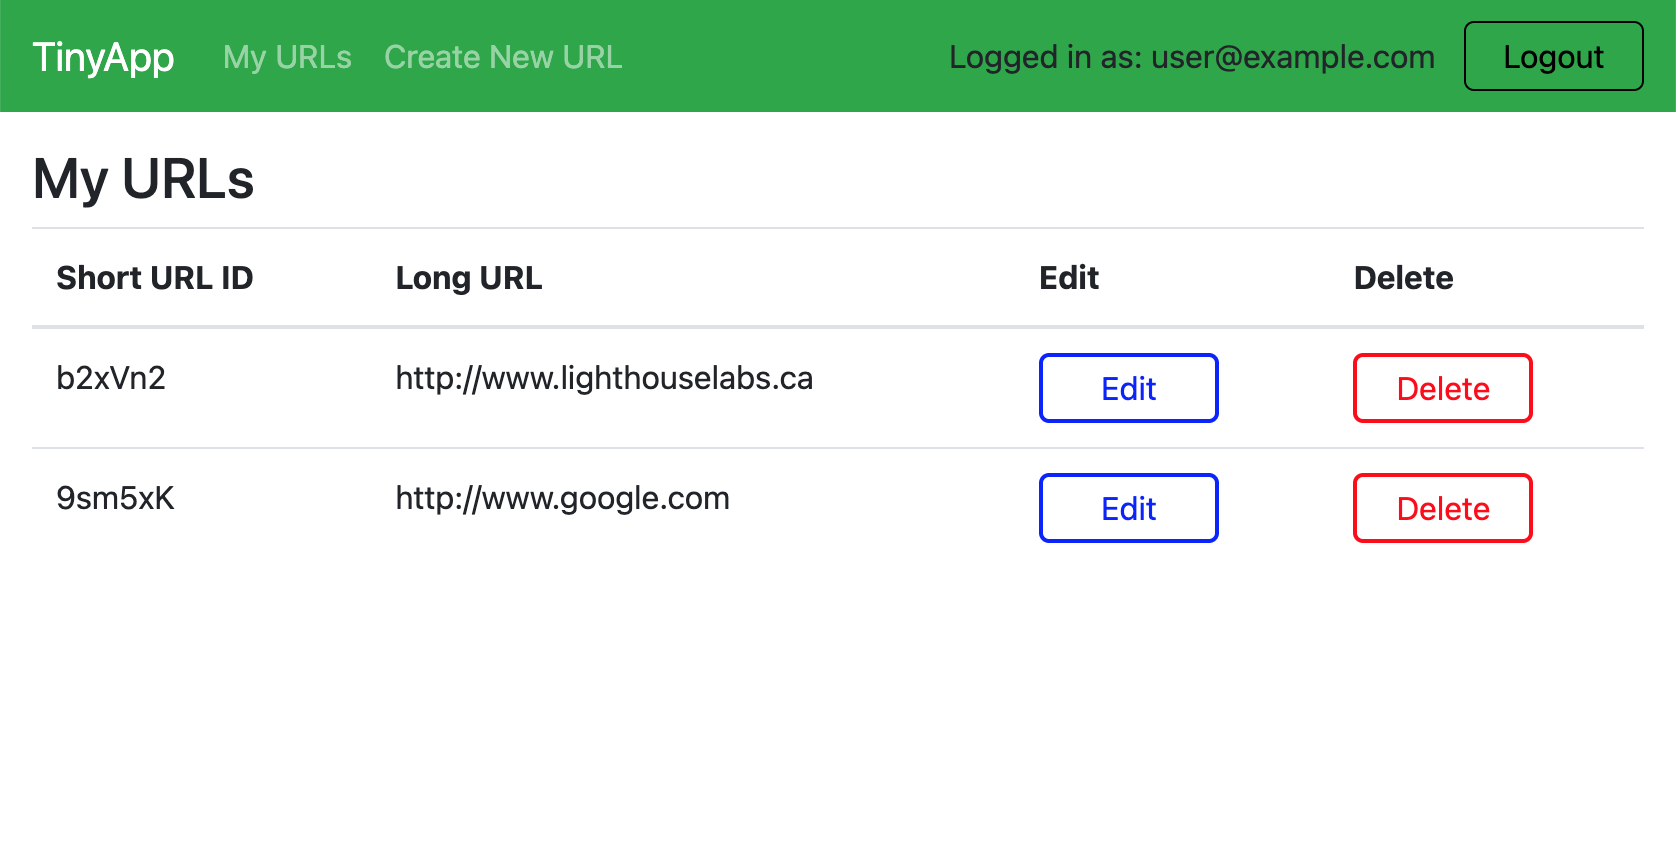 TinyApp My URLs Create New URL Logged in as: user@example.com Logout
My URLs
Short URL ID Long URL Edit Delete
b2xVn2 http://www.lighthouselabs.ca Edit Delete
9sm5xK http://www.google.com Edit Delete